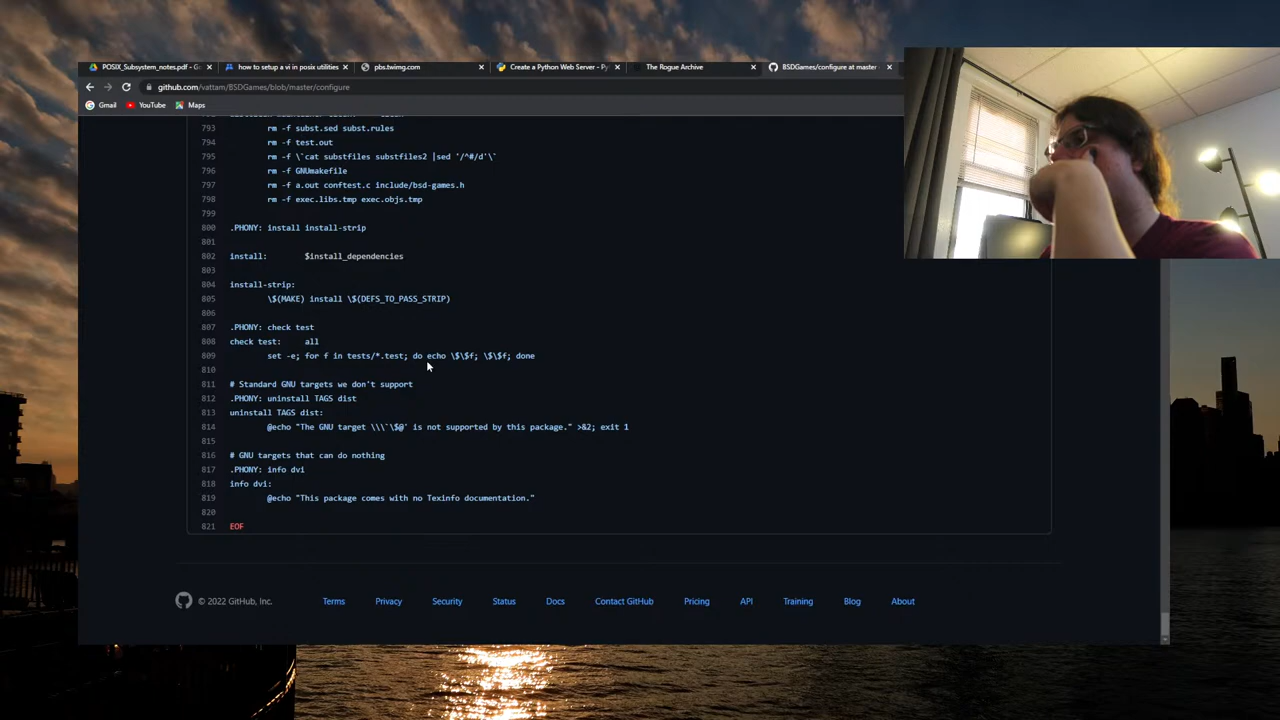 POSIX_Subsystem_notes.pdf - G
how to setup a vi in posix utilities
pbs.twimg.com
Create a Python Web Server - Py
The Rogue Archive
BSDGames/configure at master
github.com/vattam/BSDGames/blob/master/configure
Gmail
YouTube
Maps
793 rm -f subst.sed subst.rules
794 rm -f test.out
795 rm -f \`cat substfiles substfiles2 |sed '/^#/d'\`
796 rm -f GNUmakefile
797 rm -f a.out conftest.c include/bsd-games.h
798 rm -f exec.libs.tmp exec.objs.tmp
799
800 .PHONY: install install-strip
801
802 install: $install_dependencies
803
804 install-strip:
805 \$(MAKE) install \$(DEFS_TO_PASS_STRIP)
806
807 .PHONY: check test
808 check test: all
809 set -e; for f in tests/*.test; do echo \$\$f; \$\$f; done
810
811 # Standard GNU targets we don't support
812 .PHONY: uninstall TAGS dist
813 uninstall TAGS dist:
814 @echo "The GNU target \\\`\$@' is not supported by this package." >&2; exit 1
815
816 # GNU targets that can do nothing
817 .PHONY: info dvi
818 info dvi:
819 @echo "This package comes with no Texinfo documentation."
820
821 EOF
© 2022 GitHub, Inc.
Terms
Privacy
Security
Status
Docs
Contact GitHub
Pricing
API
Training
Blog
About